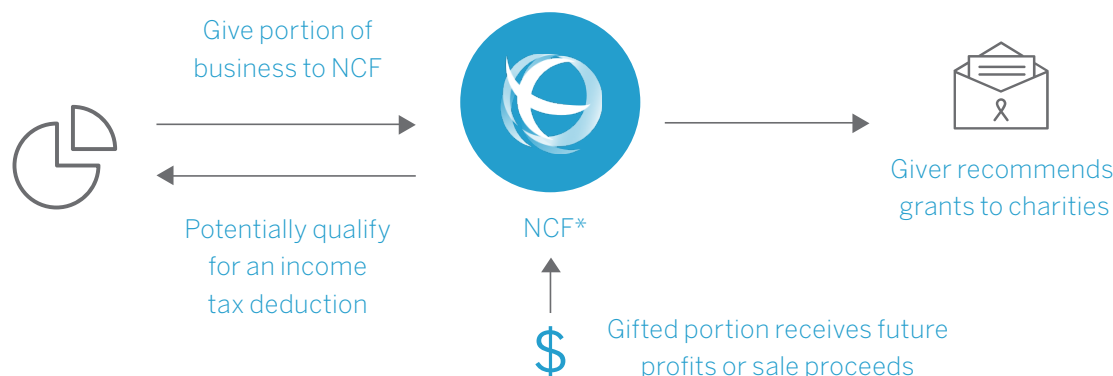 Give portion of
business to NCF
Potentially qualify
for an income
tax deduction
NCF*
Giver recommends
grants to charities
$
Gifted portion receives future
profits or sale proceeds